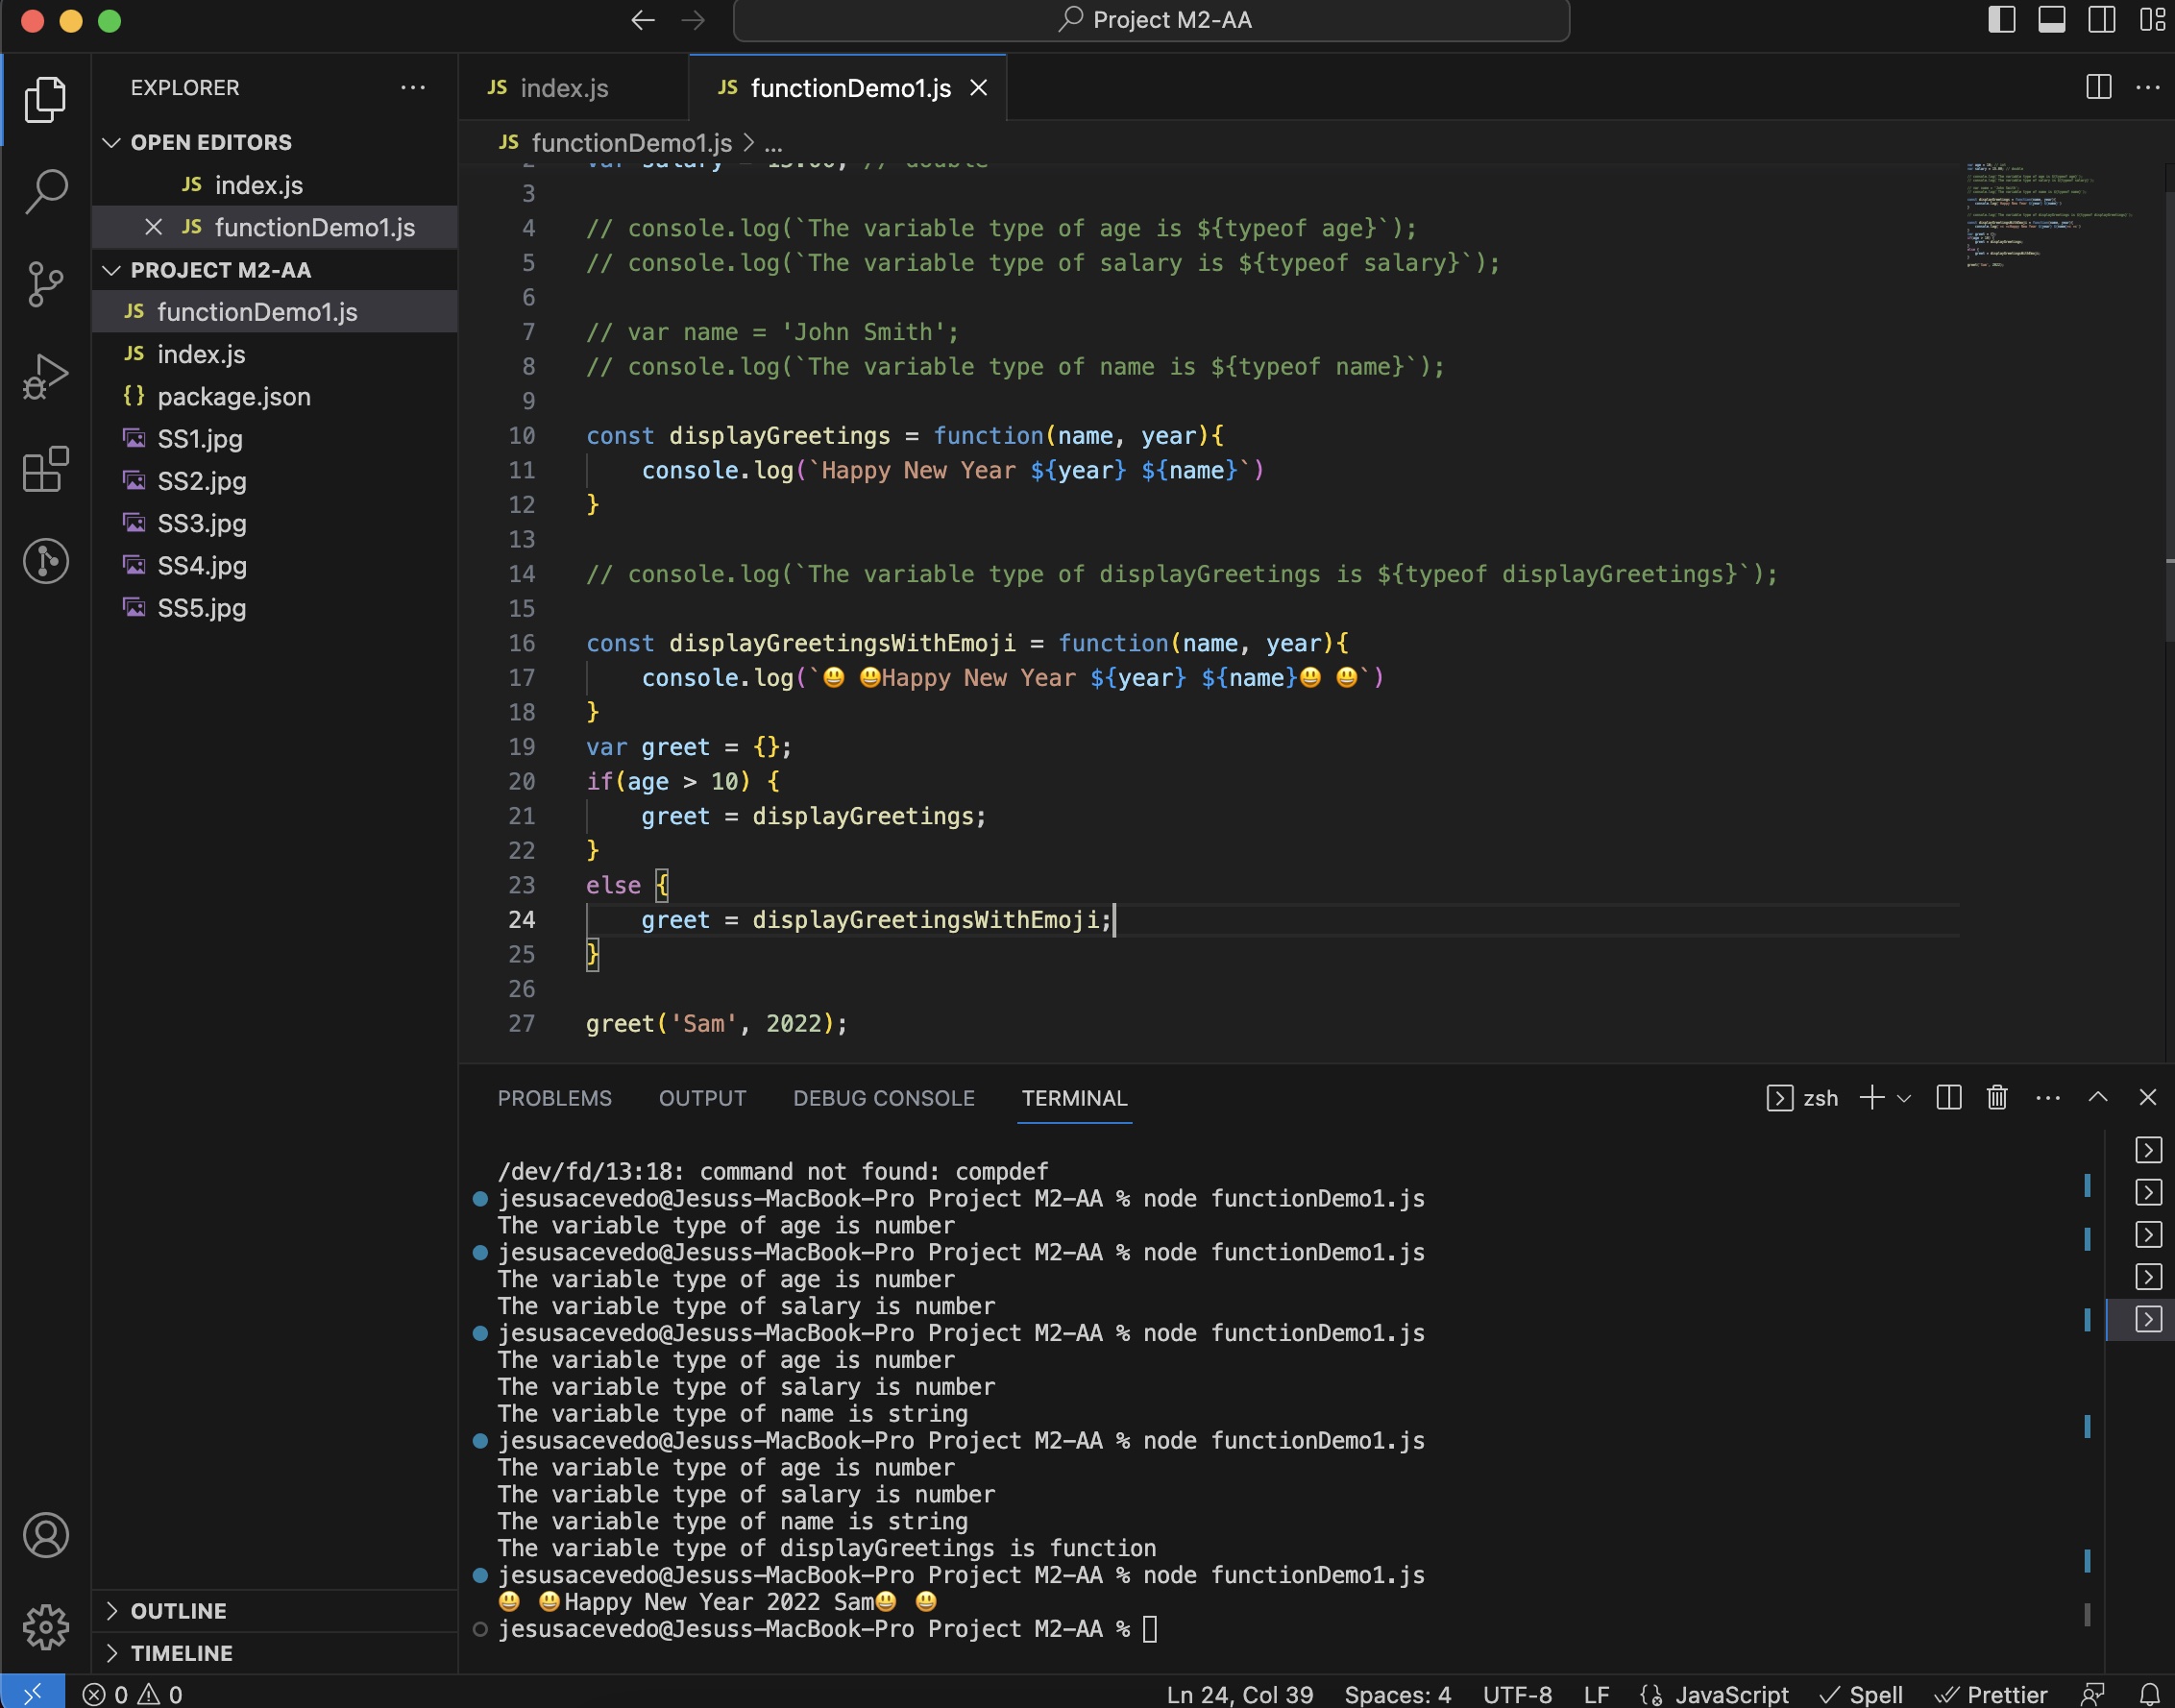 Project M2-AA
EXPLORER
OPEN EDITORS
JS index.js
JS functionDemo1.js
PROJECT M2-AA
JS functionDemo1.js
JS index.js
{} package.json
SS1.jpg
SS2.jpg
SS3.jpg
SS4.jpg
SS5.jpg
OUTLINE
TIMELINE
JS index.js
JS functionDemo1.js
JS functionDemo1.js > ...
2 var salary = 15.00; // double
3
4 // console.log(`The variable type of age is ${typeof age}`);
5 // console.log(`The variable type of salary is ${typeof salary}`);
6
7 // var name = 'John Smith';
8 // console.log(`The variable type of name is ${typeof name}`);
9
10 const displayGreetings = function(name, year){
11 console.log(`Happy New Year ${year} ${name}`)
12 }
13
14 // console.log(`The variable type of displayGreetings is ${typeof displayGreetings}`);
15
16 const displayGreetingsWithEmoji = function(name, year){
17 console.log(`😃 😃Happy New Year ${year} ${name}😃 😃`)
18 }
19 var greet = {};
20 if(age > 10) {
21 greet = displayGreetings;
22 }
23 else {
24 greet = displayGreetingsWithEmoji;
25 }
26
27 greet('Sam', 2022);
PROBLEMS OUTPUT DEBUG CONSOLE TERMINAL zsh
/dev/fd/13:18: command not found: compdef
jesusacevedo@Jesuss-MacBook-Pro Project M2-AA % node functionDemo1.js
The variable type of age is number
jesusacevedo@Jesuss-MacBook-Pro Project M2-AA % node functionDemo1.js
The variable type of age is number
The variable type of salary is number
jesusacevedo@Jesuss-MacBook-Pro Project M2-AA % node functionDemo1.js
The variable type of age is number
The variable type of salary is number
The variable type of name is string
jesusacevedo@Jesuss-MacBook-Pro Project M2-AA % node functionDemo1.js
The variable type of age is number
The variable type of salary is number
The variable type of name is string
The variable type of displayGreetings is function
jesusacevedo@Jesuss-MacBook-Pro Project M2-AA % node functionDemo1.js
😃 😃Happy New Year 2022 Sam😃 😃
jesusacevedo@Jesuss-MacBook-Pro Project M2-AA %
0 0 Ln 24, Col 39 Spaces: 4 UTF-8 LF JavaScript Spell Prettier